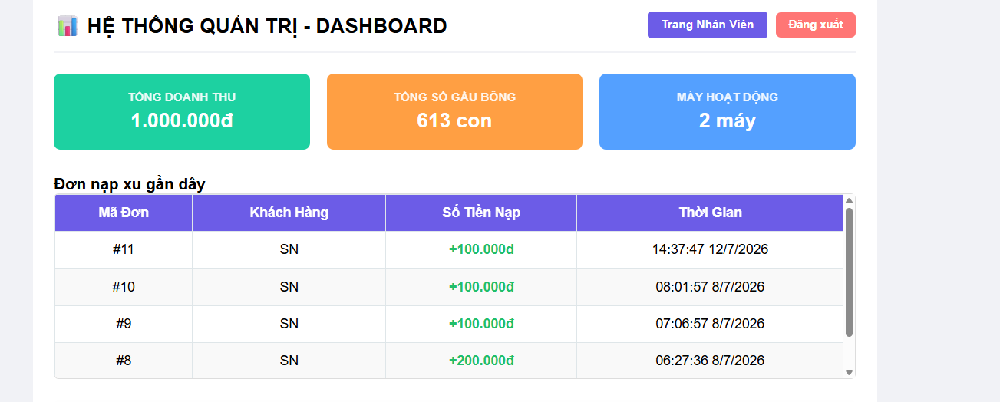 HỆ THỐNG QUẢN TRỊ - DASHBOARD
Trang Nhân Viên
Đăng xuất
TỔNG DOANH THU
1.000.000đ
TỔNG SỐ GẤU BÔNG
613 con
MÁY HOẠT ĐỘNG
2 máy
Đơn nạp xu gần đây
Mã Đơn Khách Hàng Số Tiền Nạp Thời Gian
#11 SN +100.000đ 14:37:47 12/7/2026
#10 SN +100.000đ 08:01:57 8/7/2026
#9 SN +100.000đ 07:06:57 8/7/2026
#8 SN +200.000đ 06:27:36 8/7/2026